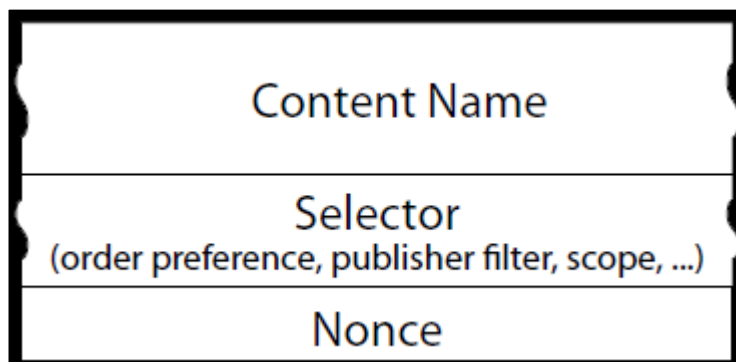 Content Name
Selector
(order preference, publisher filter, scope, ...)
Nonce